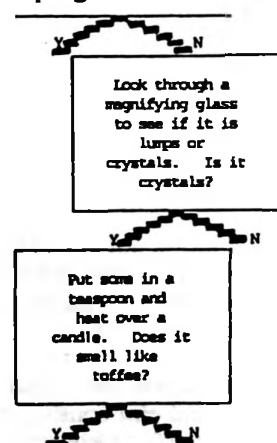 Y N
Look through a
magnifying glass
to see if it is
lumps or
crystals. Is it
crystals?
Y N
Put some in a
teaspoon and
heat over a
candle. Does it
smell like
toffee?
Y N